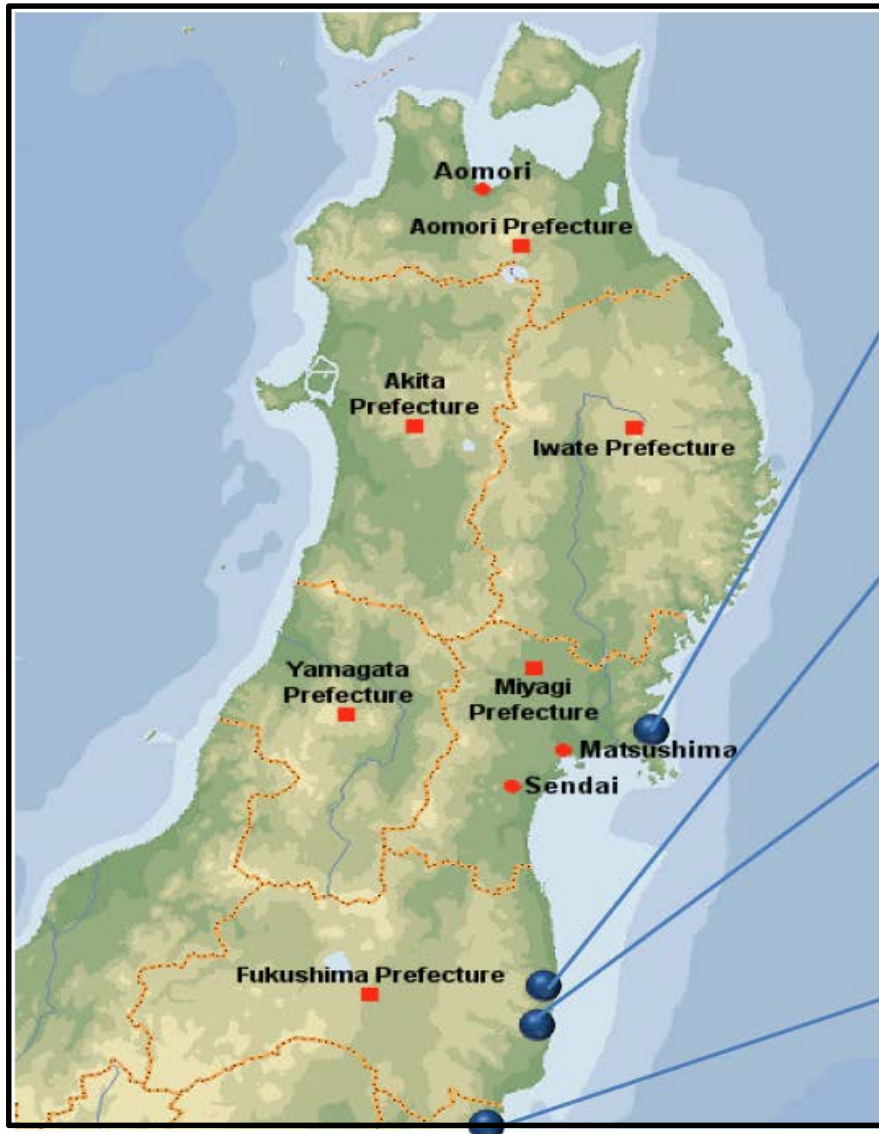 Aomori
Aomori Prefecture
Akita
Prefecture
Iwate Prefecture
Yamagata
Prefecture
Miyagi
Prefecture
Matsushima
Sendai
Fukushima Prefecture